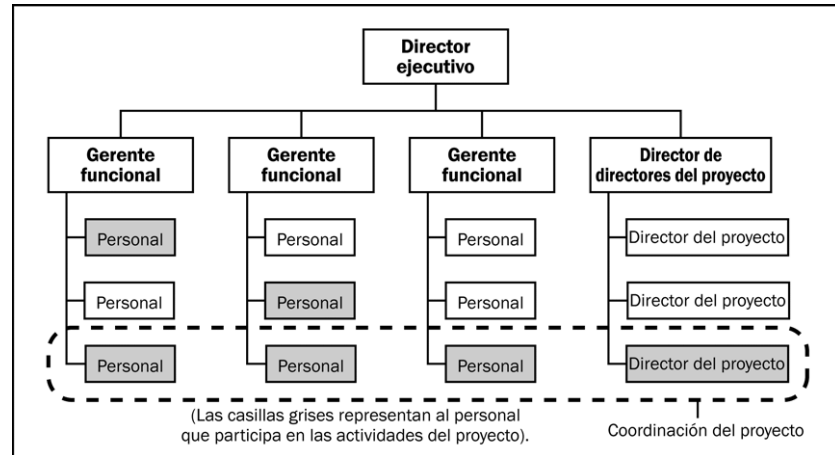 Director
ejecutivo
Gerente
funcional
Gerente
funcional
Gerente
funcional
Director de
directores del proyecto
Personal
Personal
Personal
Director del proyecto
Personal
Personal
Personal
Director del proyecto
Personal
Personal
Personal
Director del proyecto
(Las casillas grises representan al personal
que participa en las actividades del proyecto).
Coordinación del proyecto